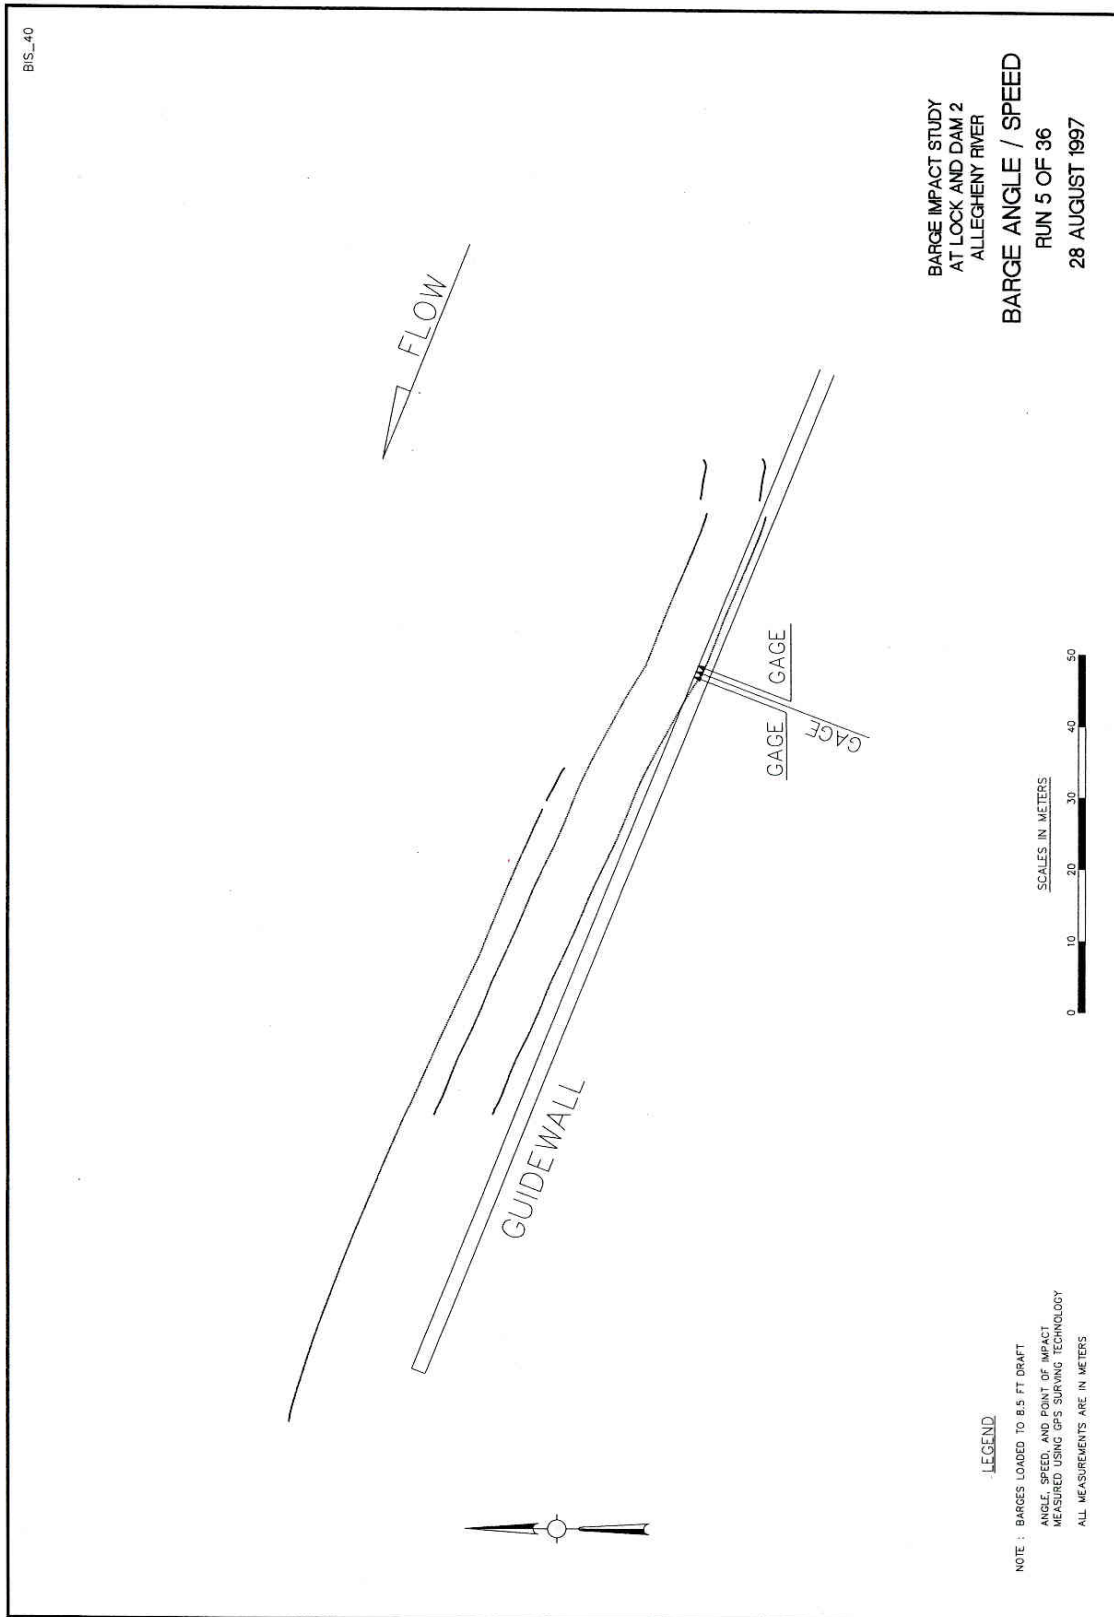 BIS_40
FLOW
GUIDEWALL
GAGE
GAGE
GAGE
BARGE IMPACT STUDY
AT LOCK AND DAM 2
ALLEGHENY RIVER
BARGE ANGLE / SPEED
RUN 5 OF 36
28 AUGUST 1997
SCALES IN METERS
0 10 20 30 40 50
LEGEND
NOTE : BARGES LOADED TO 8.5 FT DRAFT
ANGLE, SPEED, AND POINT OF IMPACT
MEASURED USING GPS SURVING TECHNOLOGY
ALL MEASUREMENTS ARE IN METERS